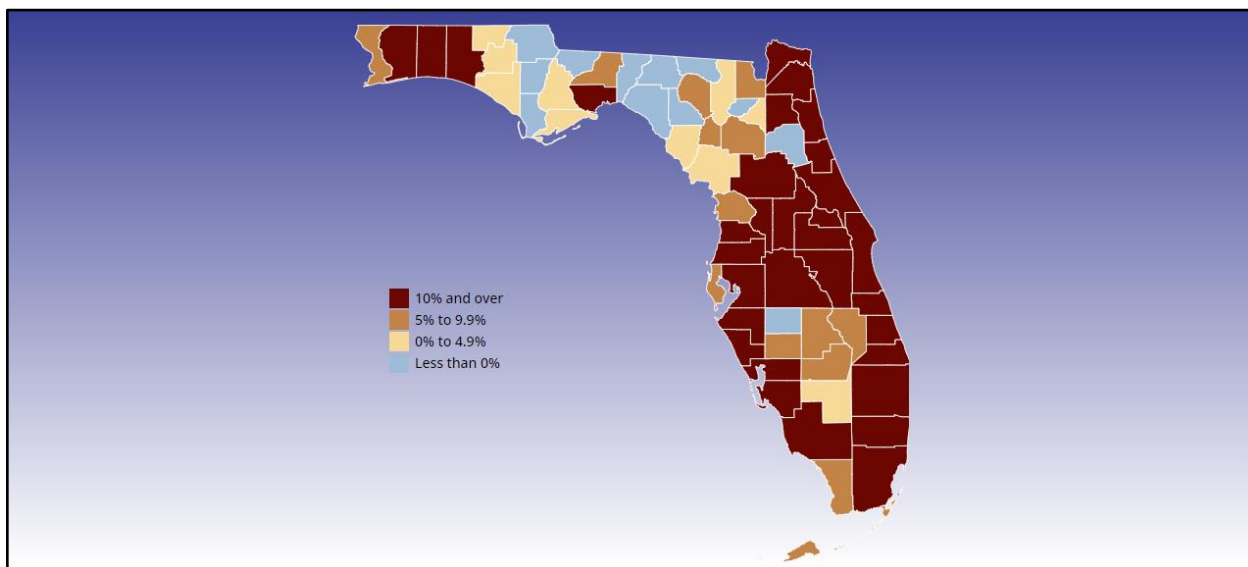 10% and over
5% to 9.9%
0% to 4.9%
Less than 0%